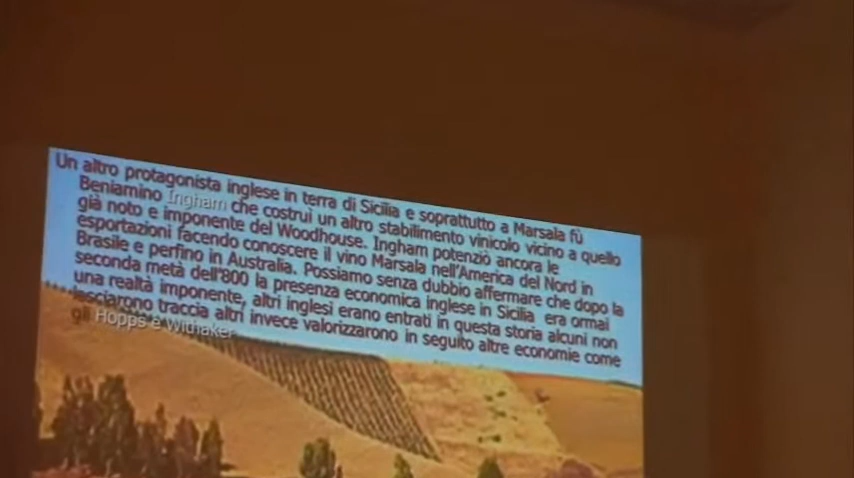 Un altro protagonista inglese in terra di Sicilia e soprattutto a Marsala fù
Beniamino Ingham che costruì un altro stabilimento vinicolo vicino a quello
già noto e imponente del Woodhouse. Ingham potenziò ancora le
esportazioni facendo conoscere il vino Marsala nell'America del Nord in
Brasile e perfino in Australia. Possiamo senza dubbio affermare che dopo la
seconda metà dell'800 la presenza economica inglese in Sicilia era ormai
una realtà imponente, altri inglesi erano entrati in questa storia alcuni non
lasciarono traccia altri invece valorizzarono in seguito altre economie come
gli Hopps e Withaker